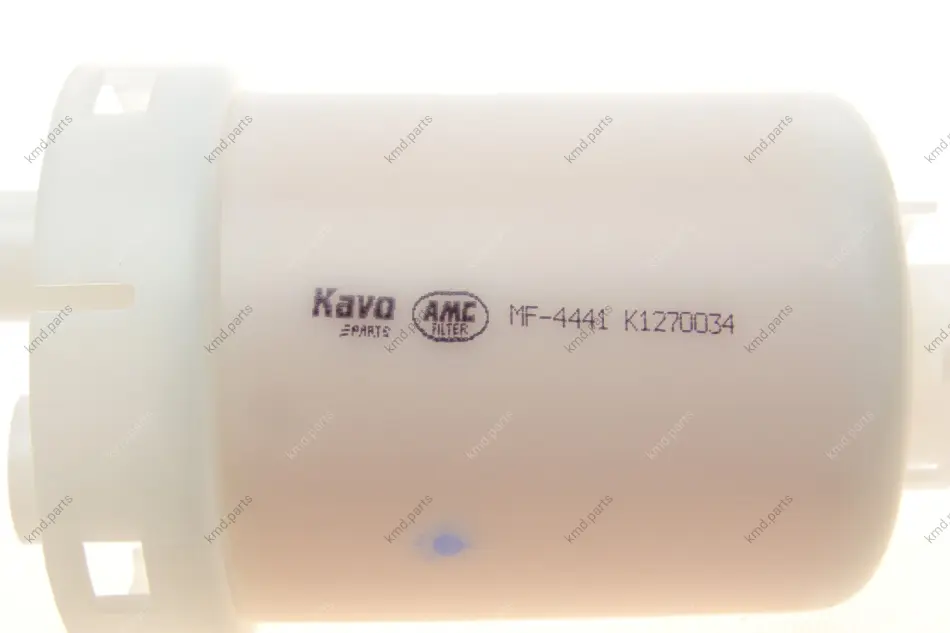 Kavo AMC MF-4441 K1270034
PARTS FILTER
kmd.parts